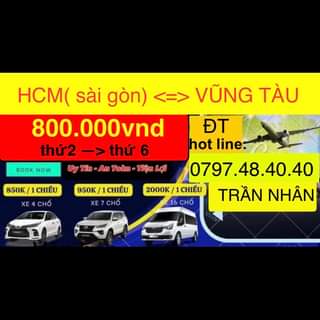 HCM( sài gòn) <=> VŨNG TÀU
800.000vnd
thứ2 —> thứ 6
ĐT
hot line:
0797.48.40.40
TRẦN NHÂN
Uy Tín - An Toàn - Tiện Lợi
BOOK NOW
850K / 1 CHIỀU
950K / 1 CHIỀU
2000K / 1 CHIỀU
XE 4 CHỖ
XE 7 CHỖ
XE 16 CHỖ